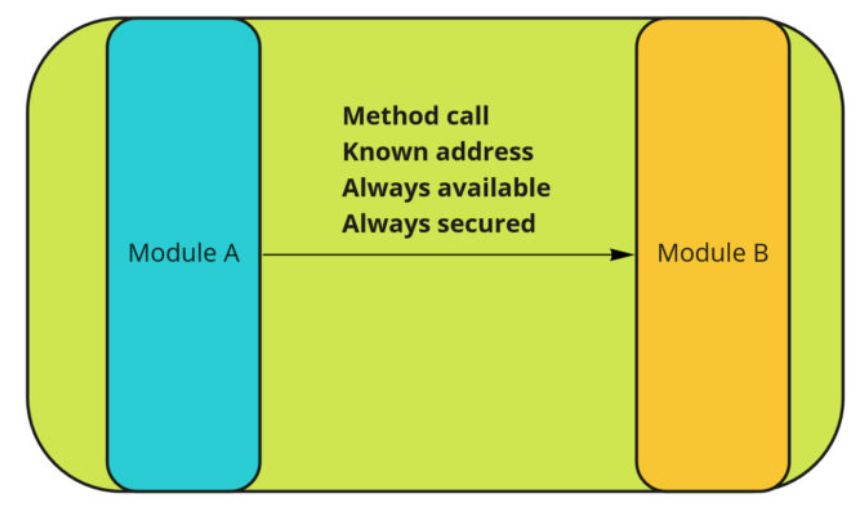 Method call
Known address
Always available
Always secured
Module A
Module B